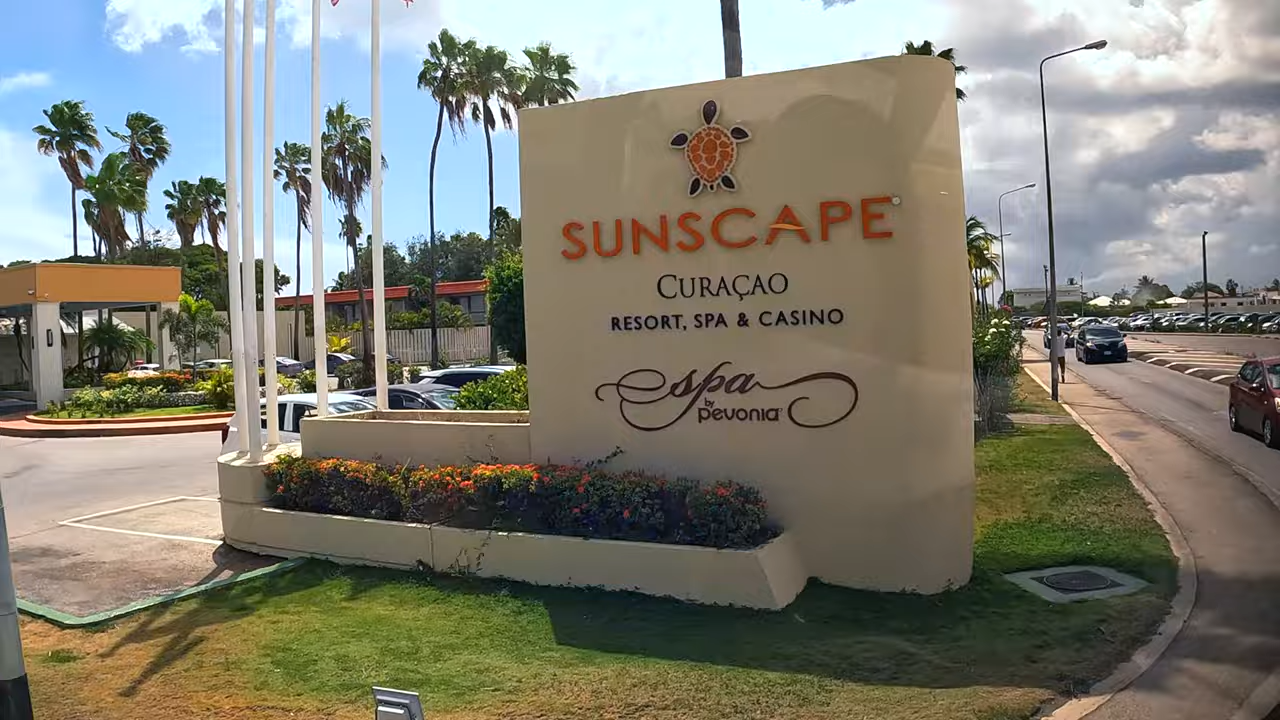 SUNSCAPE®
CURAÇAO
RESORT, SPA & CASINO
spa
by
pevonia®